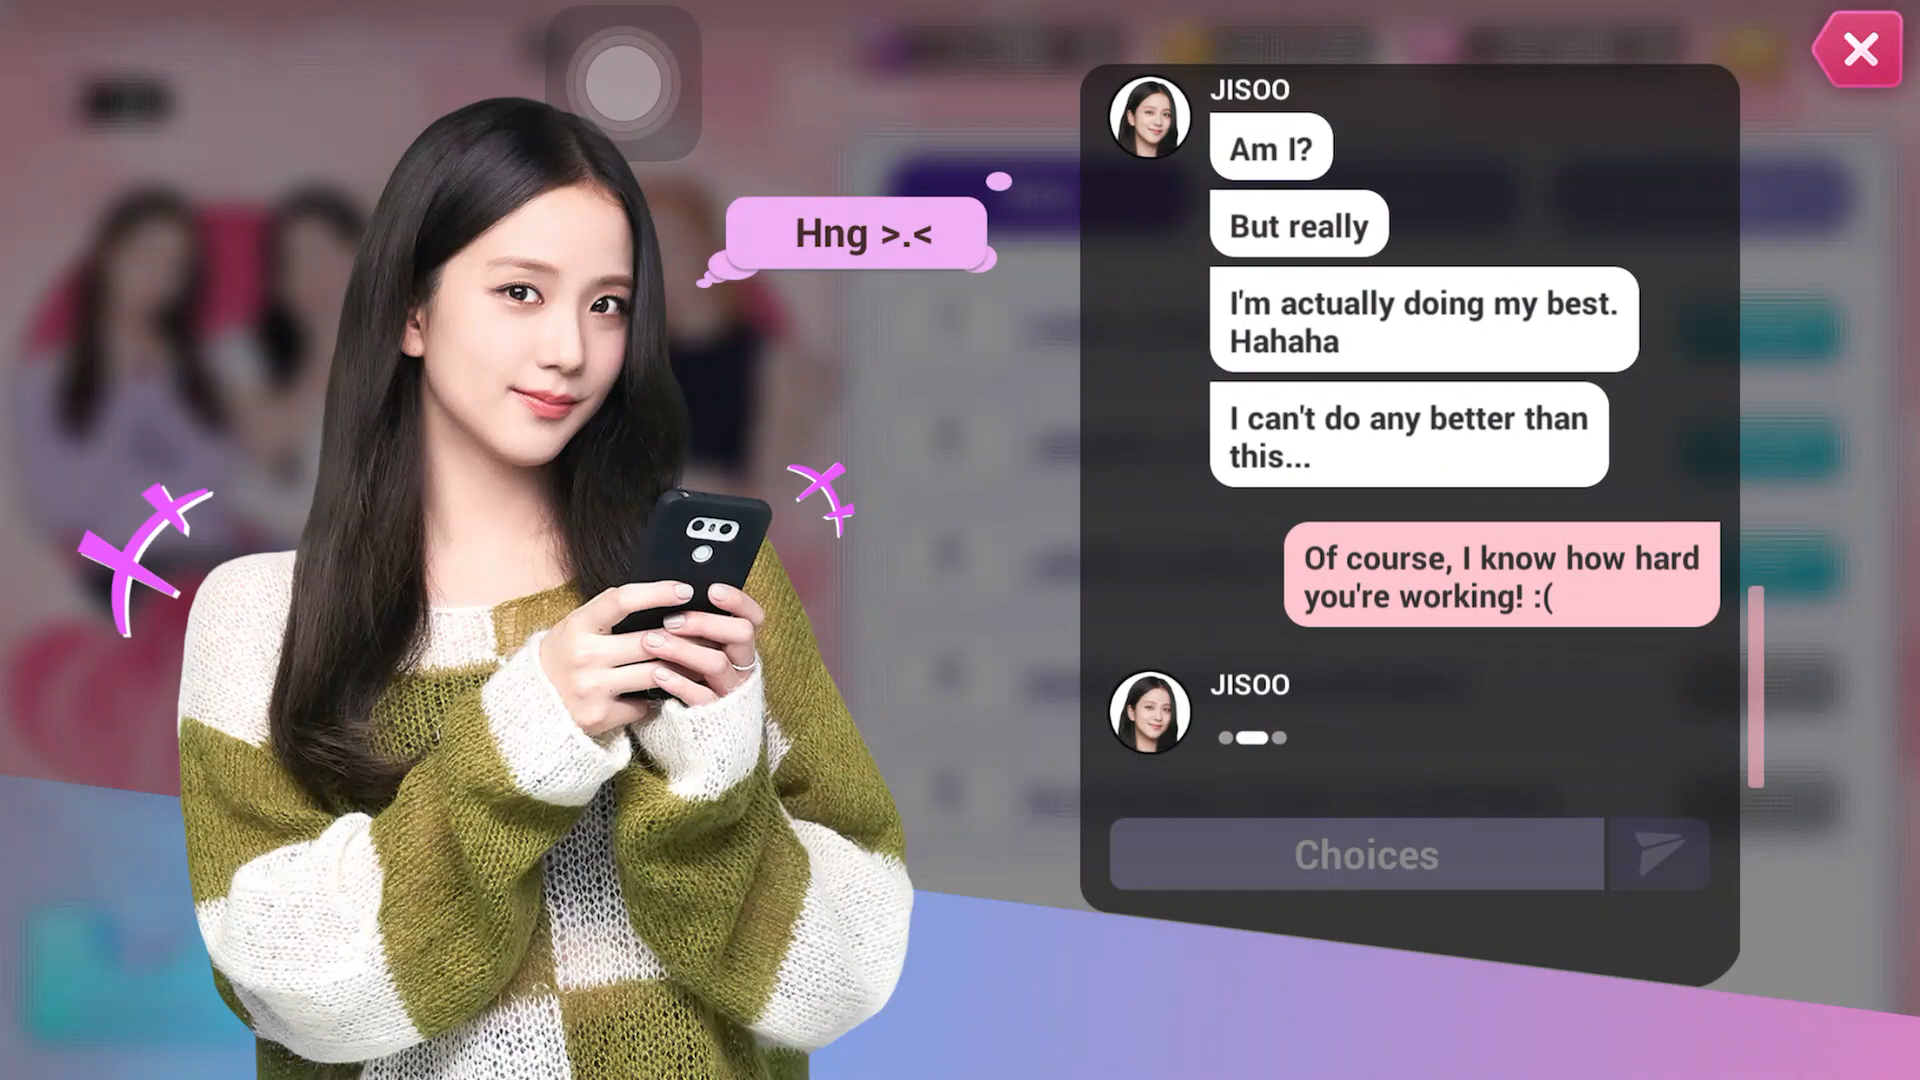 Hng >.<
JISOO
Am I?
But really
I'm actually doing my best.
Hahaha
I can't do any better than
this...
Of course, I know how hard
you're working! :(
JISOO
Choices